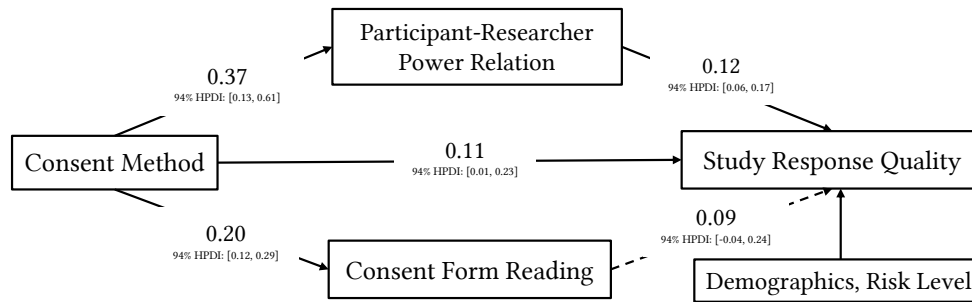 Participant-Researcher
Power Relation
0.37
94% HPDI: [0.13, 0.61]
0.12
94% HPDI: [0.06, 0.17]
Consent Method
0.11
94% HPDI: [0.01, 0.23]
Study Response Quality
0.20
94% HPDI: [0.12, 0.29]
0.09
94% HPDI: [-0.04, 0.24]
Consent Form Reading
Demographics, Risk Level